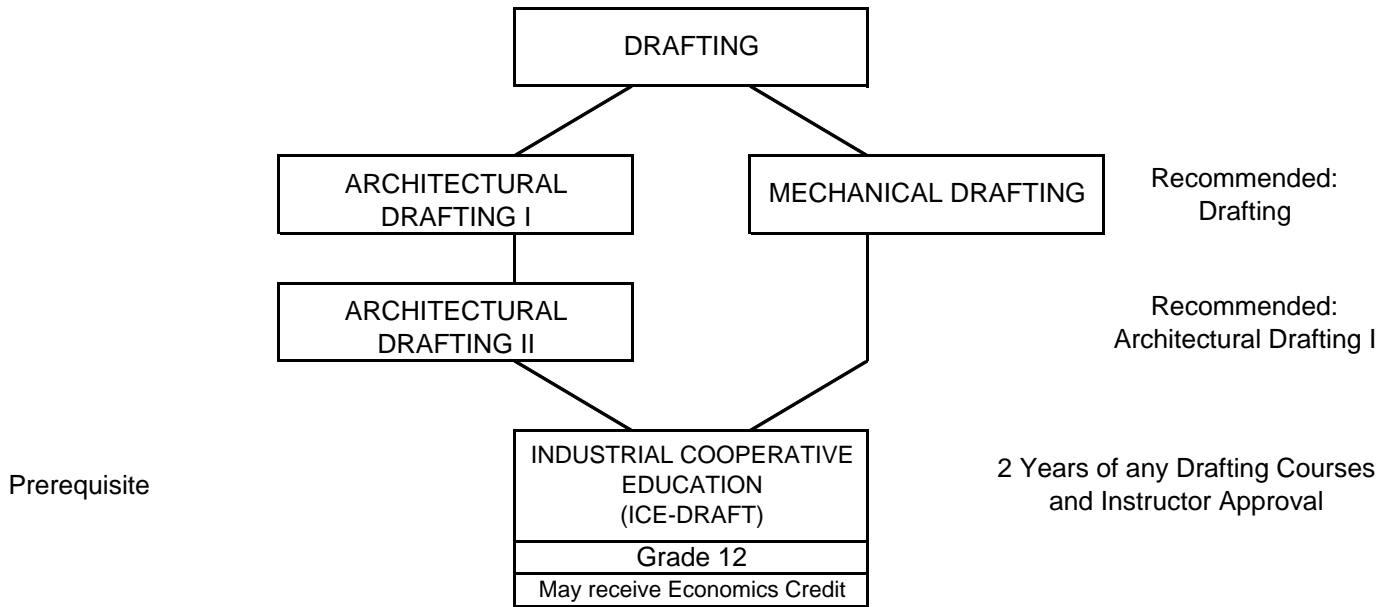 DRAFTING
ARCHITECTURAL
DRAFTING I
MECHANICAL DRAFTING
Recommended:
Drafting
ARCHITECTURAL
DRAFTING II
Recommended:
Architectural Drafting I
Prerequisite
INDUSTRIAL COOPERATIVE
EDUCATION
(ICE-DRAFT)
Grade 12
May receive Economics Credit
2 Years of any Drafting Courses
and Instructor Approval